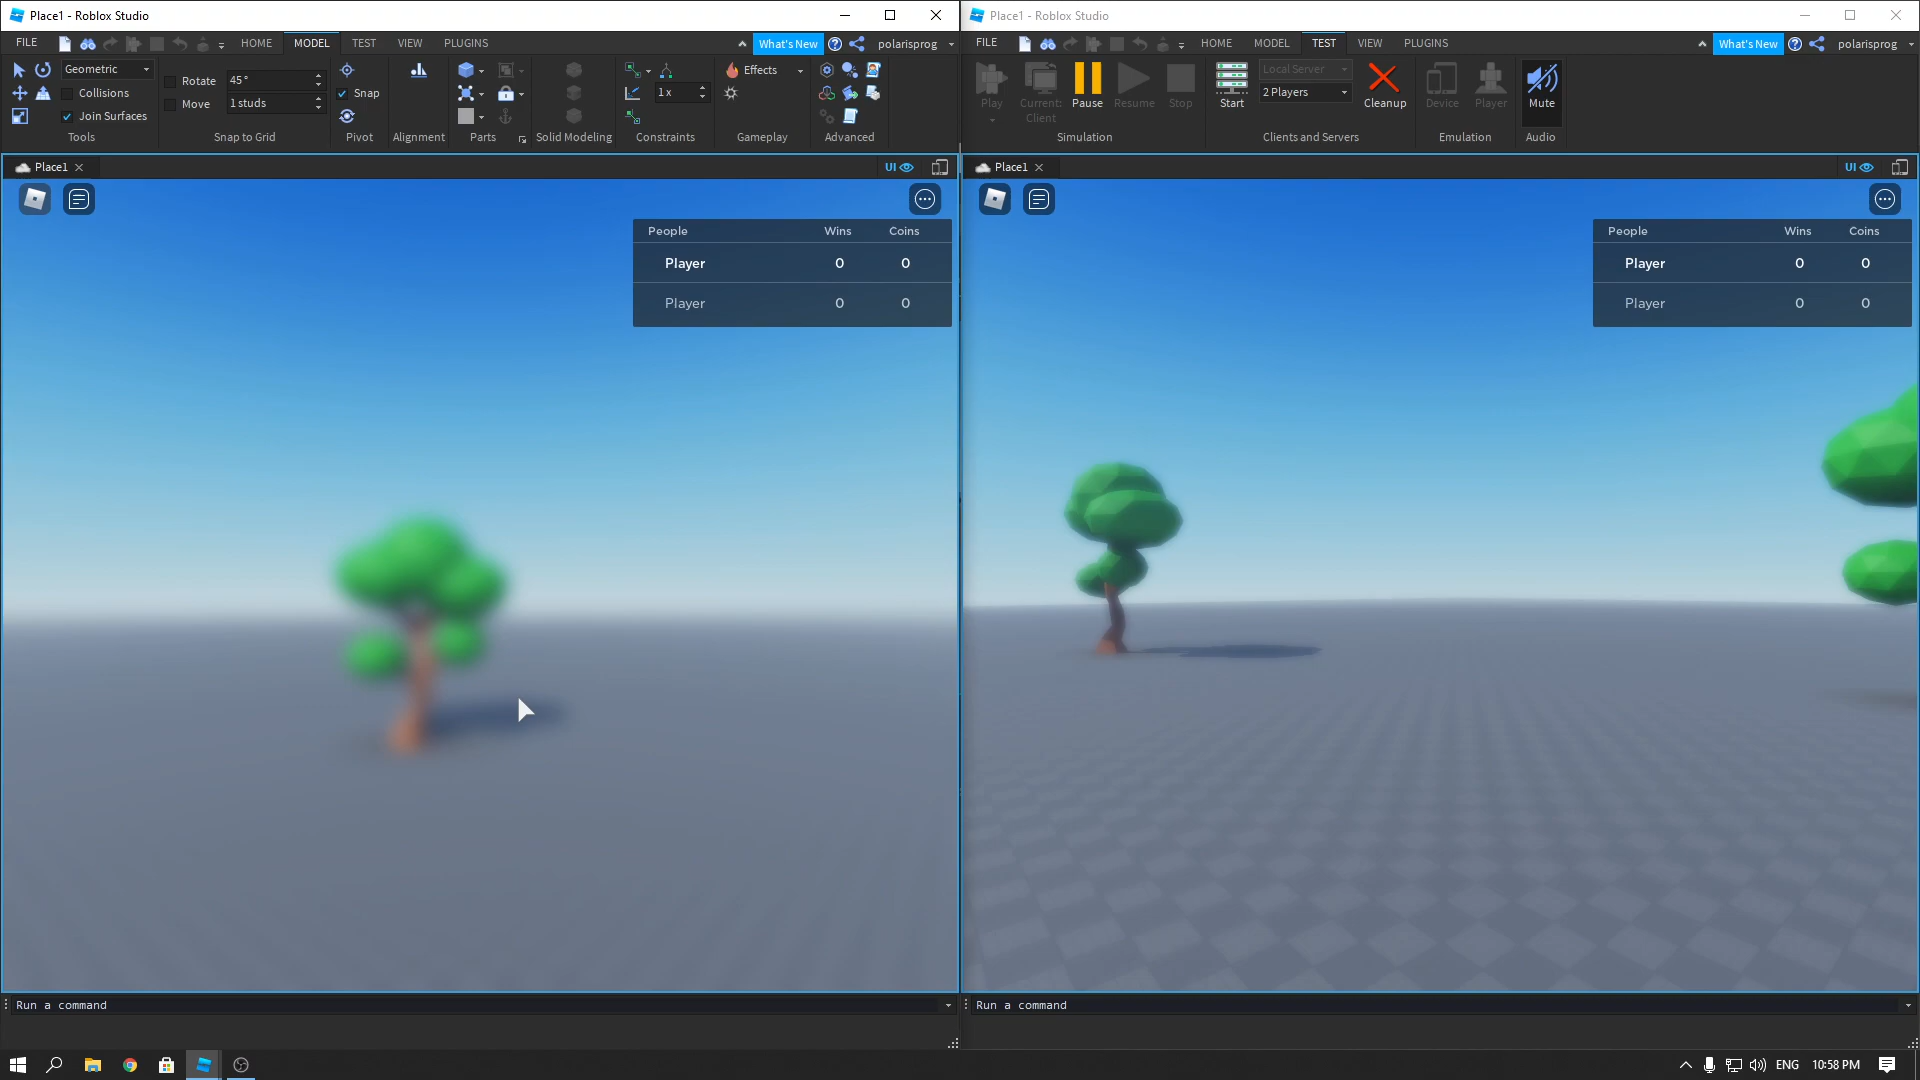 Place1 - Roblox Studio
FILE HOME MODEL TEST VIEW PLUGINS What's New polarisprog
Geometric
Collisions
Join Surfaces
Tools
Rotate 45°
Move 1 studs
Snap to Grid
Snap
Pivot
Alignment
Parts
Solid Modeling
1 x
Constraints
Effects
Gameplay
Advanced
Place1
UI
People Wins Coins
Player 0 0
Player 0 0
Run a command
Place1 - Roblox Studio
FILE HOME MODEL TEST VIEW PLUGINS What's New polarisprog
Play
Current:
Client
Pause
Resume
Stop
Simulation
Start
Local Server
2 Players
Cleanup
Clients and Servers
Device
Player
Emulation
Mute
Audio
Place1
UI
People Wins Coins
Player 0 0
Player 0 0
Run a command
ENG 10:58 PM